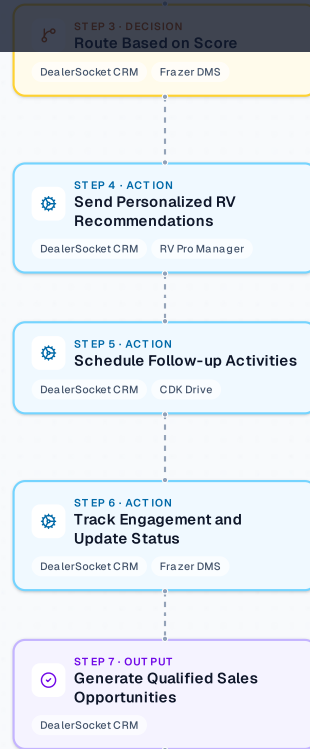 STEP 3 · DECISION
Route Based on Score
DealerSocket CRM Frazer DMS
STEP 4 · ACTION
Send Personalized RV
Recommendations
DealerSocket CRM RV Pro Manager
STEP 5 · ACTION
Schedule Follow-up Activities
DealerSocket CRM CDK Drive
STEP 6 · ACTION
Track Engagement and
Update Status
DealerSocket CRM Frazer DMS
STEP 7 · OUTPUT
Generate Qualified Sales
Opportunities
DealerSocket CRM